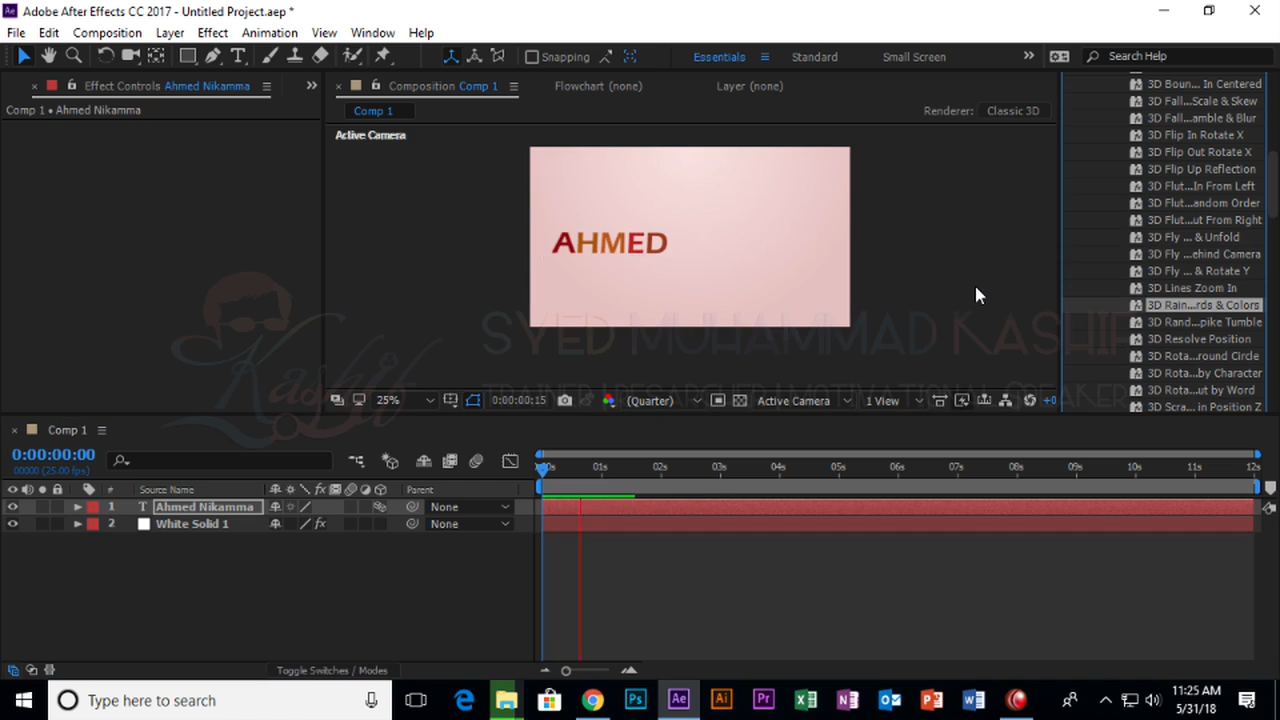 Adobe After Effects CC 2017 - Untitled Project.aep *
File Edit Composition Layer Effect Animation View Window Help
Snapping Essentials Standard Small Screen Search Help
Effect Controls Ahmed Nikamma
Composition Comp 1 Flowchart (none) Layer (none)
Comp 1 • Ahmed Nikamma
Comp 1 Renderer: Classic 3D
Active Camera
AHMED
3D Boun... In Centered
3D Fall...Scale & Skew
3D Fall...amble & Blur
3D Flip In Rotate X
3D Flip Out Rotate X
3D Flip Up Reflection
3D Flut...In From Left
3D Flut...andom Order
3D Flut...ut From Right
3D Fly ... & Unfold
3D Fly ...ehind Camera
3D Fly ... & Rotate Y
3D Lines Zoom In
3D Rain...rds & Colors
3D Rand...pike Tumble
3D Resolve Position
3D Rota...round Circle
3D Rota...by Character
3D Rota...ut by Word
3D Scra... in Position Z
Kashif
SYED MUHAMMAD KASHIF
TRAINER | RESARCHER | MOTIVATIONAL SPEAKER
25% 0:00:00:15 (Quarter) Active Camera 1 View +0
Comp 1
0:00:00:00
00000 (25.00 fps)
01s 02s 03s 04s 05s 06s 07s 08s 09s 10s 11s 12s
# Source Name Parent
1 T Ahmed Nikamma None
2 White Solid 1 None
Toggle Switches / Modes
Type here to search
11:25 AM
5/31/18